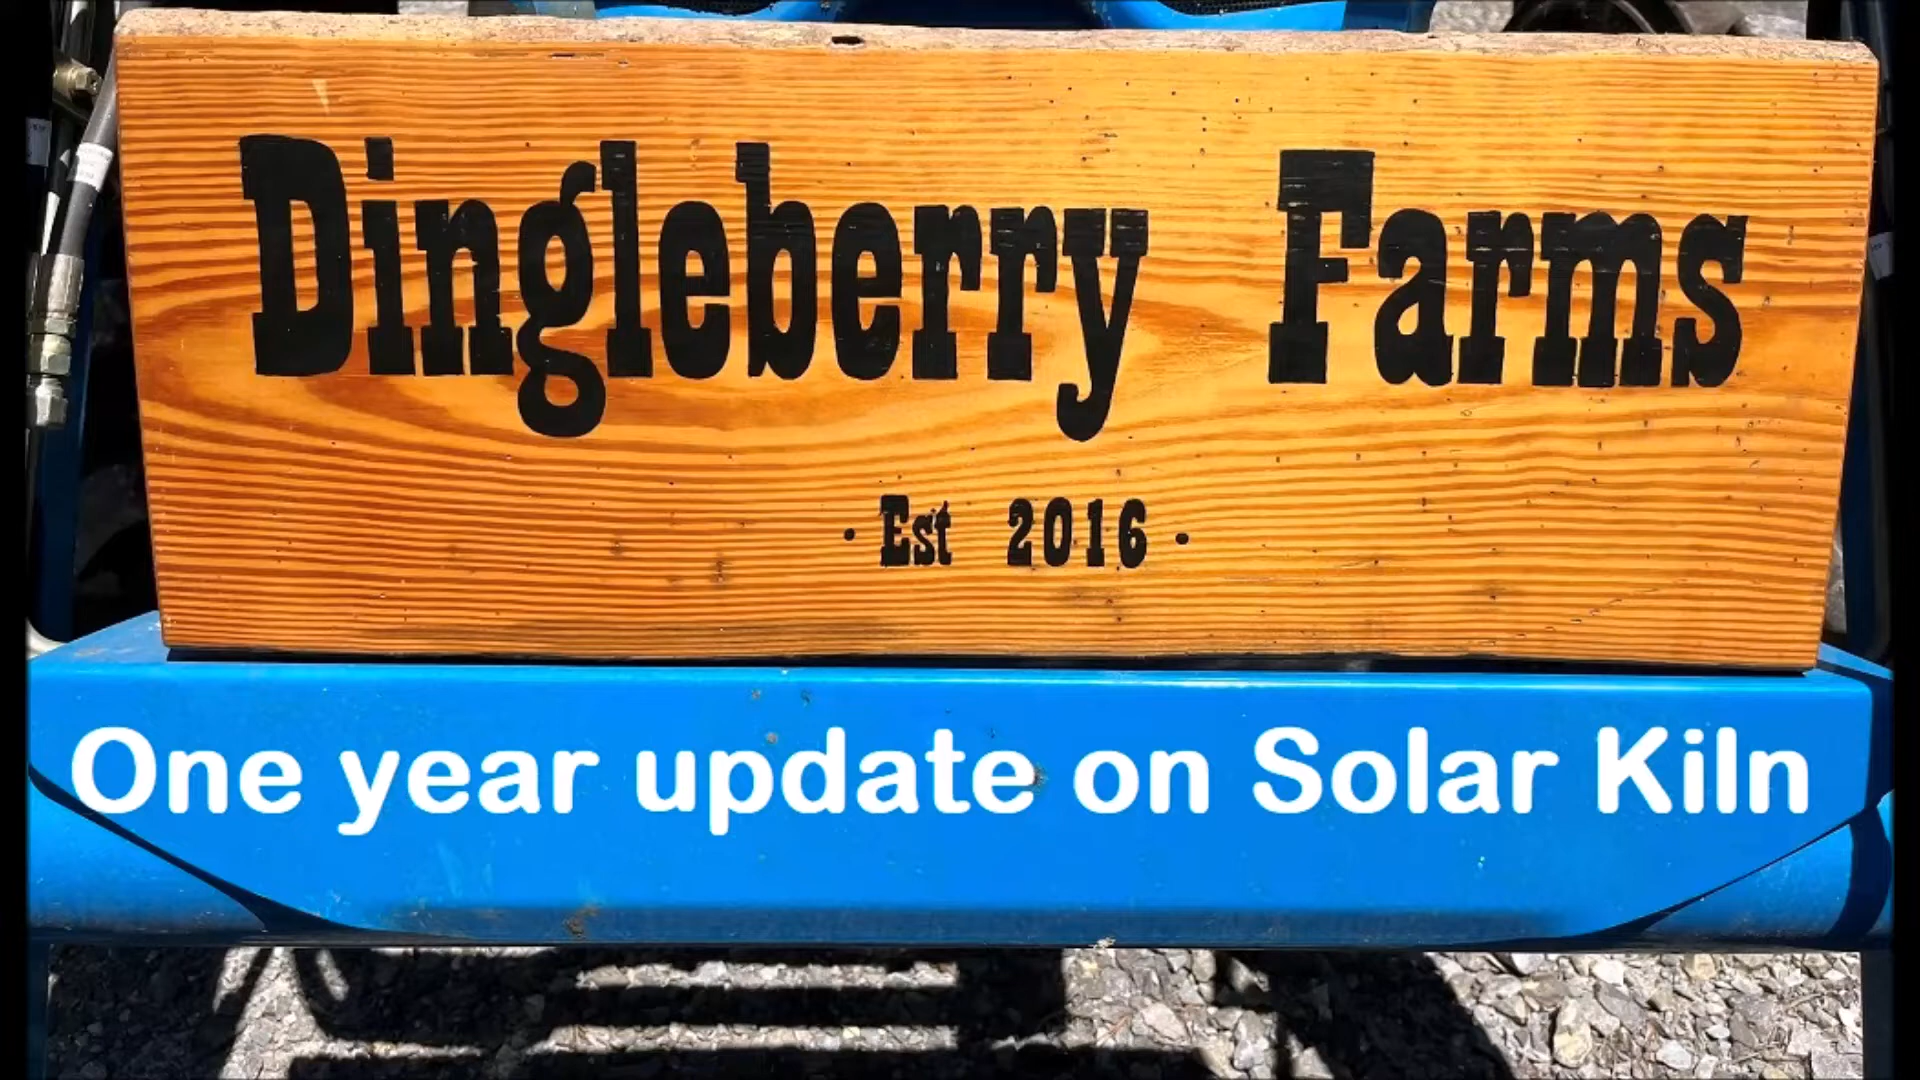 Dingleberry Farms
· Est 2016 ·
One year update on Solar Kiln